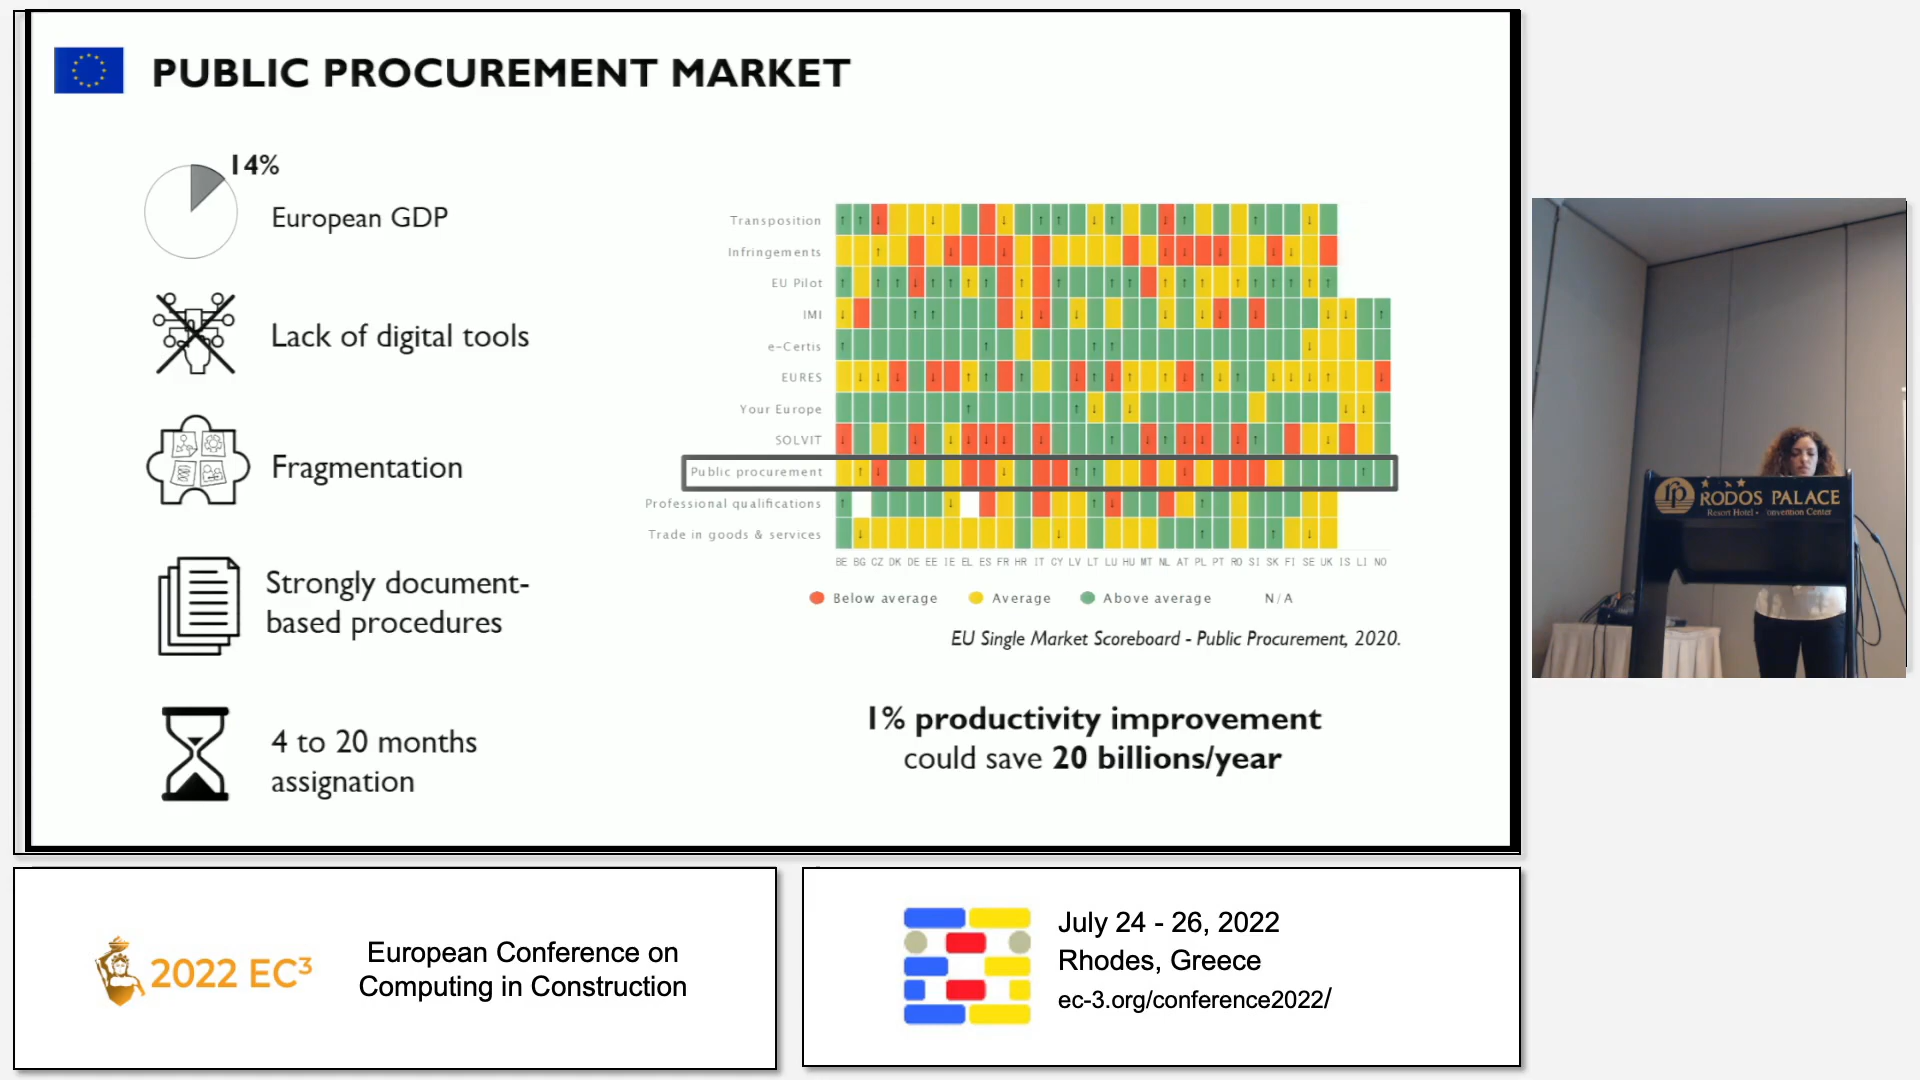 PUBLIC PROCUREMENT MARKET
14%
European GDP
Lack of digital tools
Fragmentation
Strongly document-
based procedures
4 to 20 months
assignation
Transposition
Infringements
EU Pilot
IMI
e-Certis
EURES
Your Europe
SOLVIT
Public procurement
Professional qualifications
Trade in goods & services
BE BG CZ DK DE EE IE EL ES FR HR IT CY LV LT LU HU MT NL AT PL PT RO SI SK FI SE UK IS LI NO
Below average Average Above average N/A
EU Single Market Scoreboard - Public Procurement, 2020.
1% productivity improvement
could save 20 billions/year
rp RODOS PALACE
Resort Hotel • onvention Center
2022 EC³
European Conference on
Computing in Construction
July 24 - 26, 2022
Rhodes, Greece
ec-3.org/conference2022/